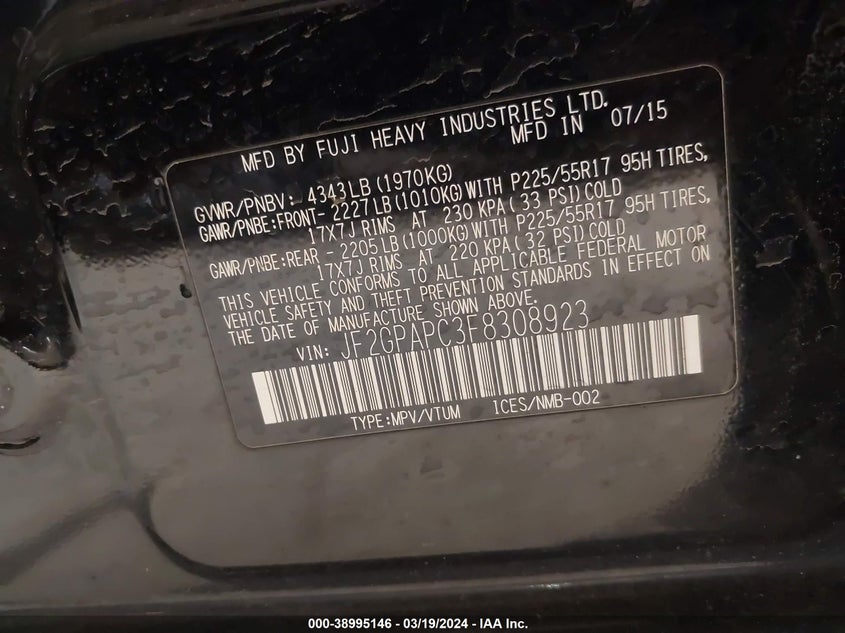 MFD BY FUJI HEAVY INDUSTRIES LTD.
MFD IN 07/15
GVWR/PNBV: 4343LB (1970KG)
GAWR/PNBE:FRONT- 2227 LB (1010KG) WITH P225/55R17 95H TIRES,
17X7J RIMS AT 230 KPA ( 33 PSI) COLD
GAWR/PNBE:REAR - 2205 LB (1000KG) WITH P225/55R17 95H TIRES,
17X7J RIMS AT 220 KPA ( 32 PSI) COLD
THIS VEHICLE CONFORMS TO ALL APPLICABLE FEDERAL MOTOR
VEHICLE SAFETY AND THEFT PREVENTION STANDARDS IN EFFECT ON
THE DATE OF MANUFACTURE SHOWN ABOVE.
VIN: JF2GPAPC3F8308923
TYPE:MPV/VTUM ICES/NMB-002
000-38995146 - 03/19/2024 - IAA Inc.